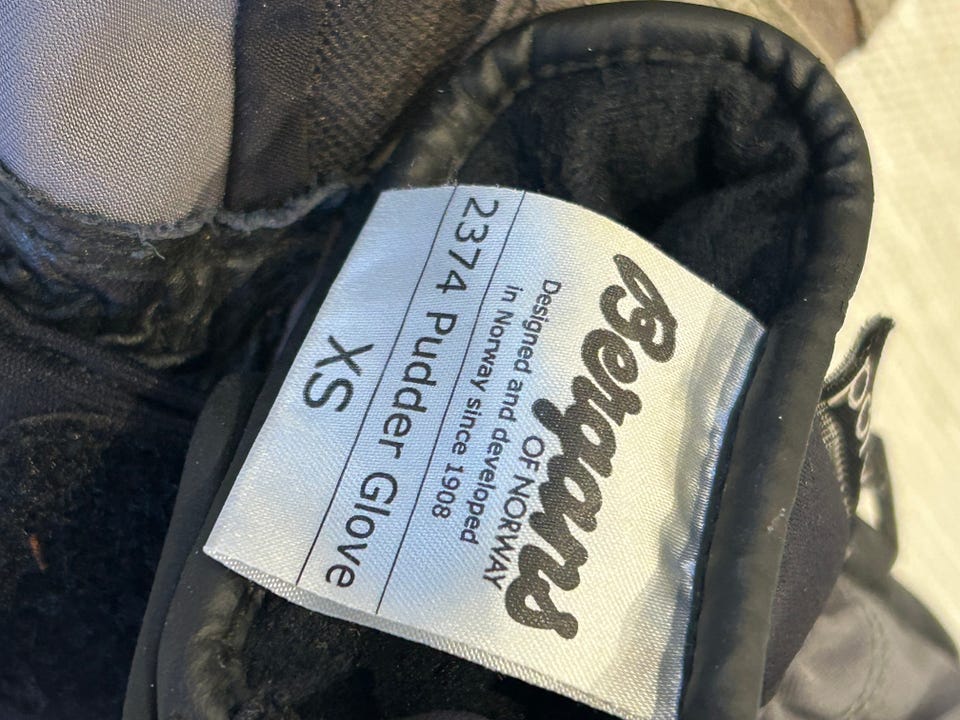 Bergans
OF NORWAY
Designed and developed
in Norway since 1908
2374 Pudder Glove
XS